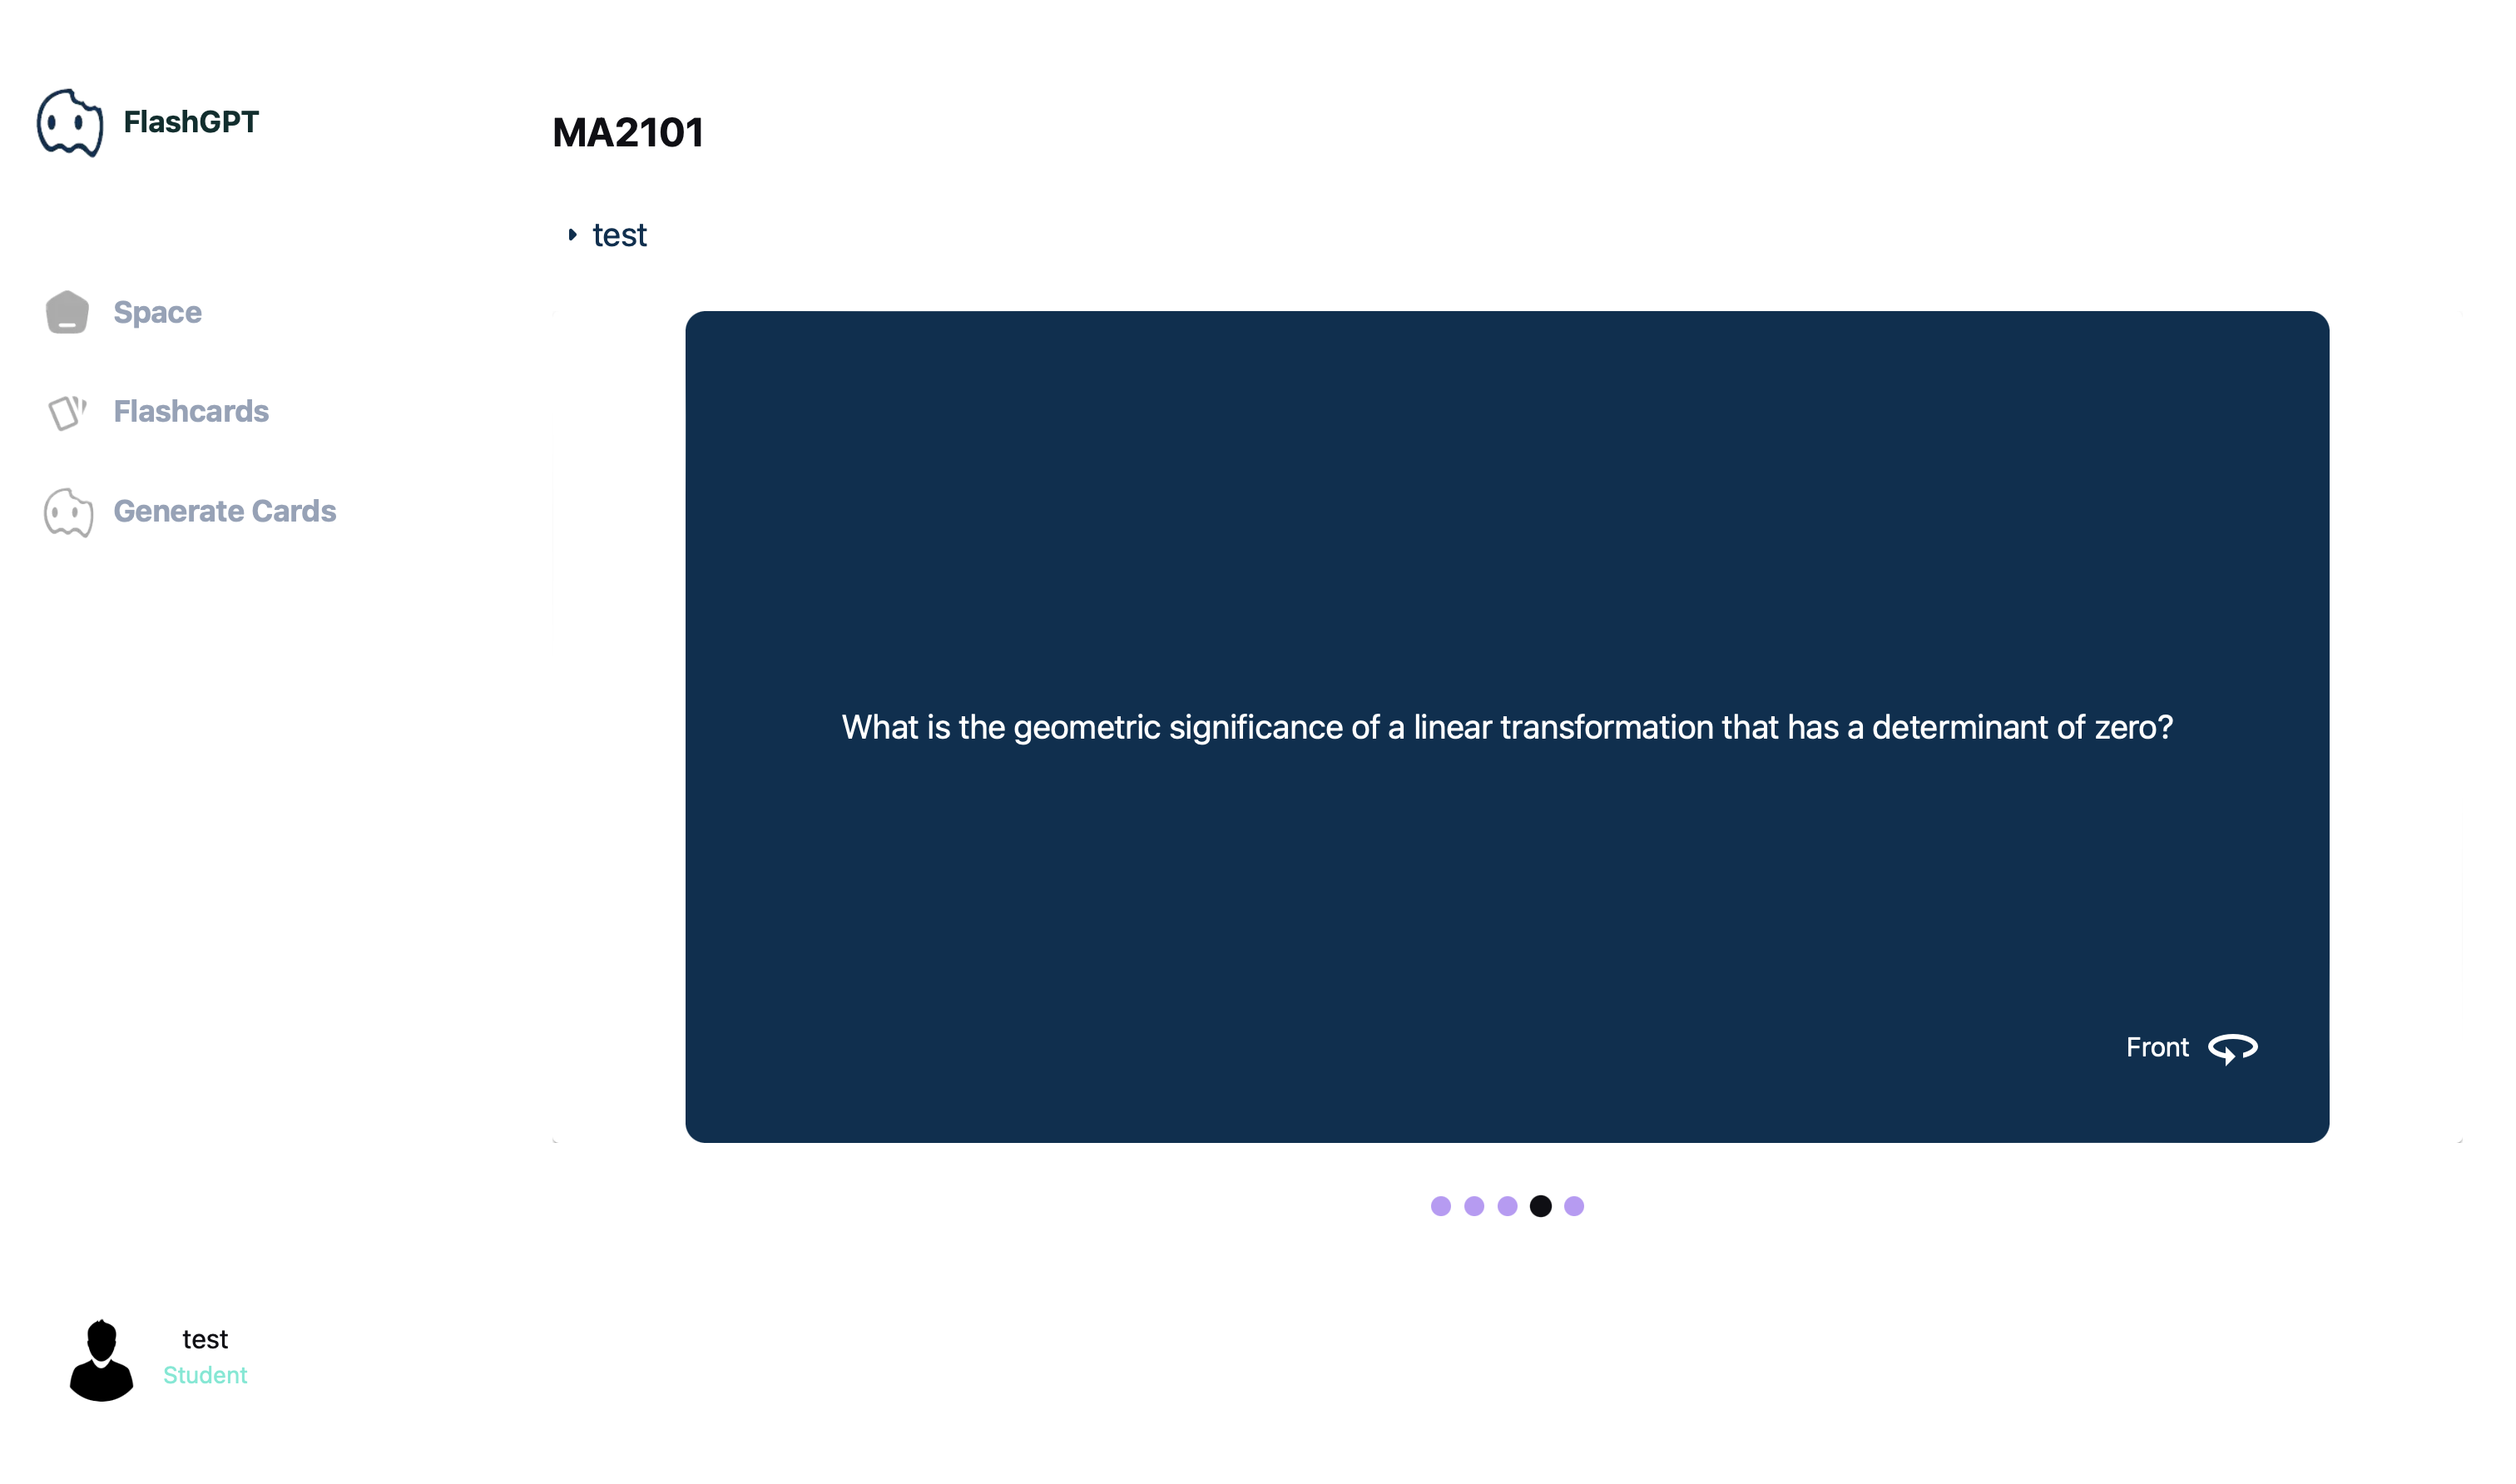 FlashGPT
MA2101
test
Space
Flashcards
Generate Cards
What is the geometric significance of a linear transformation that has a determinant of zero?
Front
test
Student